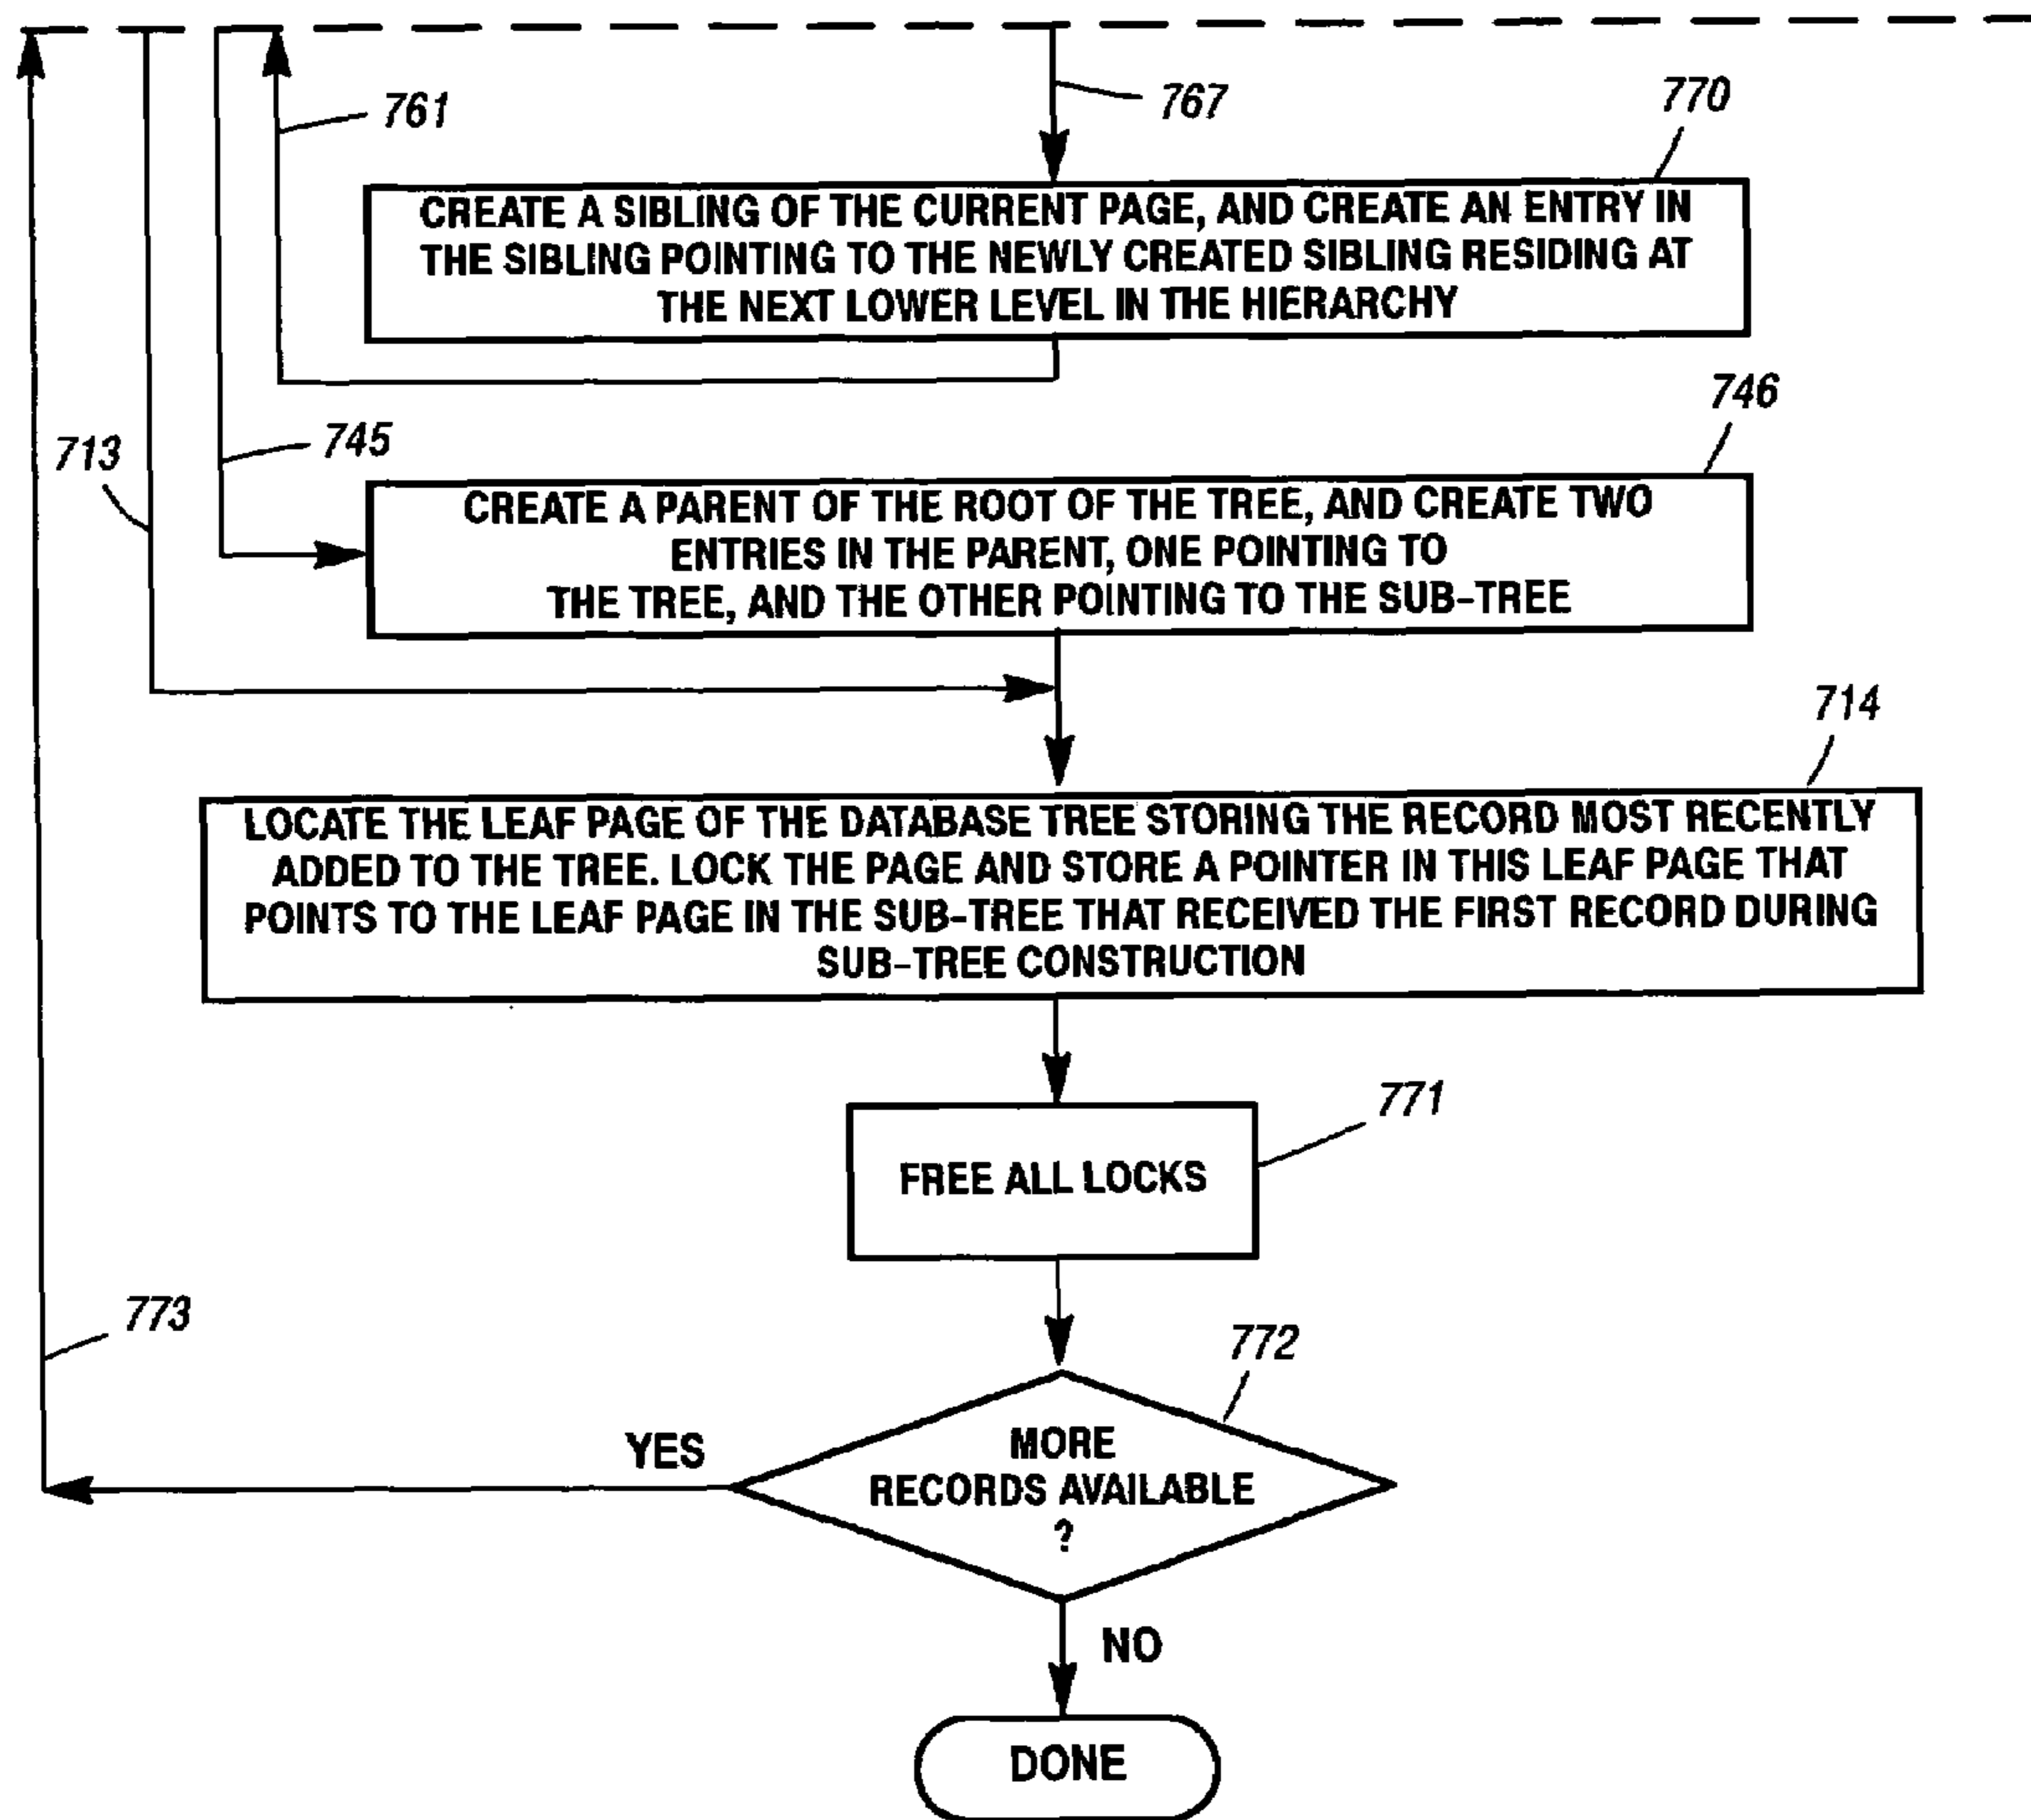 761
767
770
CREATE A SIBLING OF THE CURRENT PAGE, AND CREATE AN ENTRY IN
THE SIBLING POINTING TO THE NEWLY CREATED SIBLING RESIDING AT
THE NEXT LOWER LEVEL IN THE HIERARCHY
746
713
745
CREATE A PARENT OF THE ROOT OF THE TREE, AND CREATE TWO
ENTRIES IN THE PARENT, ONE POINTING TO
THE TREE, AND THE OTHER POINTING TO THE SUB-TREE
714
LOCATE THE LEAF PAGE OF THE DATABASE TREE STORING THE RECORD MOST RECENTLY
ADDED TO THE TREE. LOCK THE PAGE AND STORE A POINTER IN THIS LEAF PAGE THAT
POINTS TO THE LEAF PAGE IN THE SUB-TREE THAT RECEIVED THE FIRST RECORD DURING
SUB-TREE CONSTRUCTION
771
FREE ALL LOCKS
773
772
YES
MORE
RECORDS AVAILABLE
?
NO
DONE